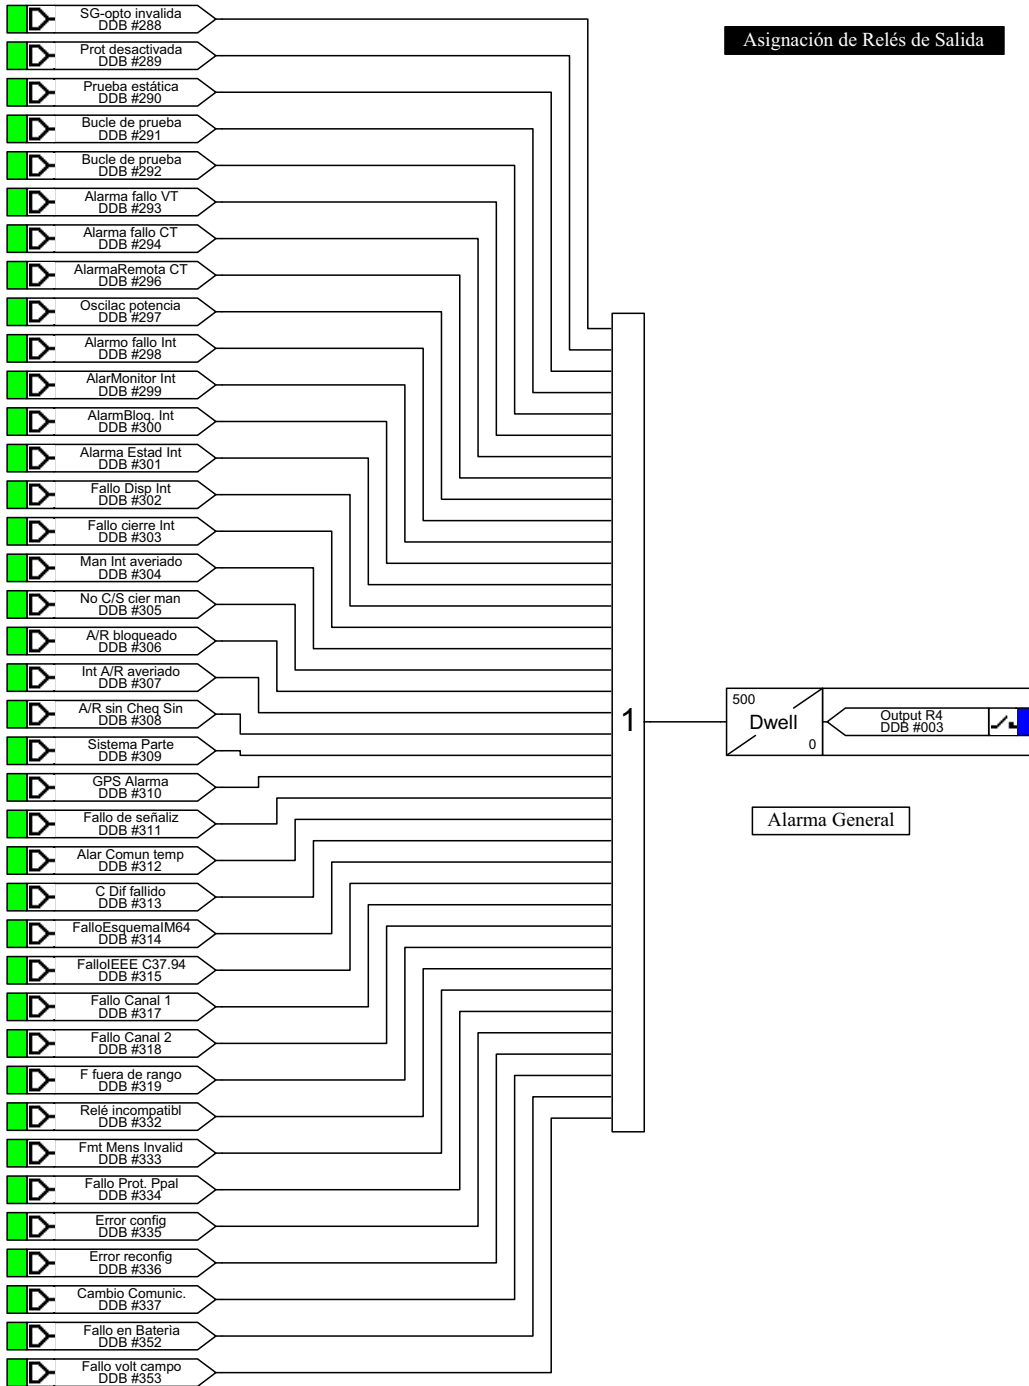 SG-opto invalida
DDB #288
Asignación de Relés de Salida
Prot desactivada
DDB #289
Prueba estática
DDB #290
Bucle de prueba
DDB #291
Bucle de prueba
DDB #292
Alarma fallo VT
DDB #293
Alarma fallo CT
DDB #294
AlarmaRemota CT
DDB #296
Oscilac potencia
DDB #297
Alarmo fallo Int
DDB #298
AlarMonitor Int
DDB #299
AlarmBloq. Int
DDB #300
Alarma Estad Int
DDB #301
Fallo Disp Int
DDB #302
Fallo cierre Int
DDB #303
Man Int averiado
DDB #304
No C/S cier man
DDB #305
A/R bloqueado
DDB #306
Int A/R averiado
DDB #307
A/R sin Cheq Sin
DDB #308
Sistema Parte
DDB #309
GPS Alarma
DDB #310
Fallo de señaliz
DDB #311
Alar Comun temp
DDB #312
C Dif fallido
DDB #313
FalloEsquemaIM64
DDB #314
FalloIEEE C37.94
DDB #315
Fallo Canal 1
DDB #317
Fallo Canal 2
DDB #318
F fuera de rango
DDB #319
Relé incompatibl
DDB #332
Fmt Mens Invalid
DDB #333
Fallo Prot. Ppal
DDB #334
Error config
DDB #335
Error reconfig
DDB #336
Cambio Comunic.
DDB #337
Fallo en Baterìa
DDB #352
Fallo volt campo
DDB #353
1
500
Dwell
0
Output R4
DDB #003
Alarma General